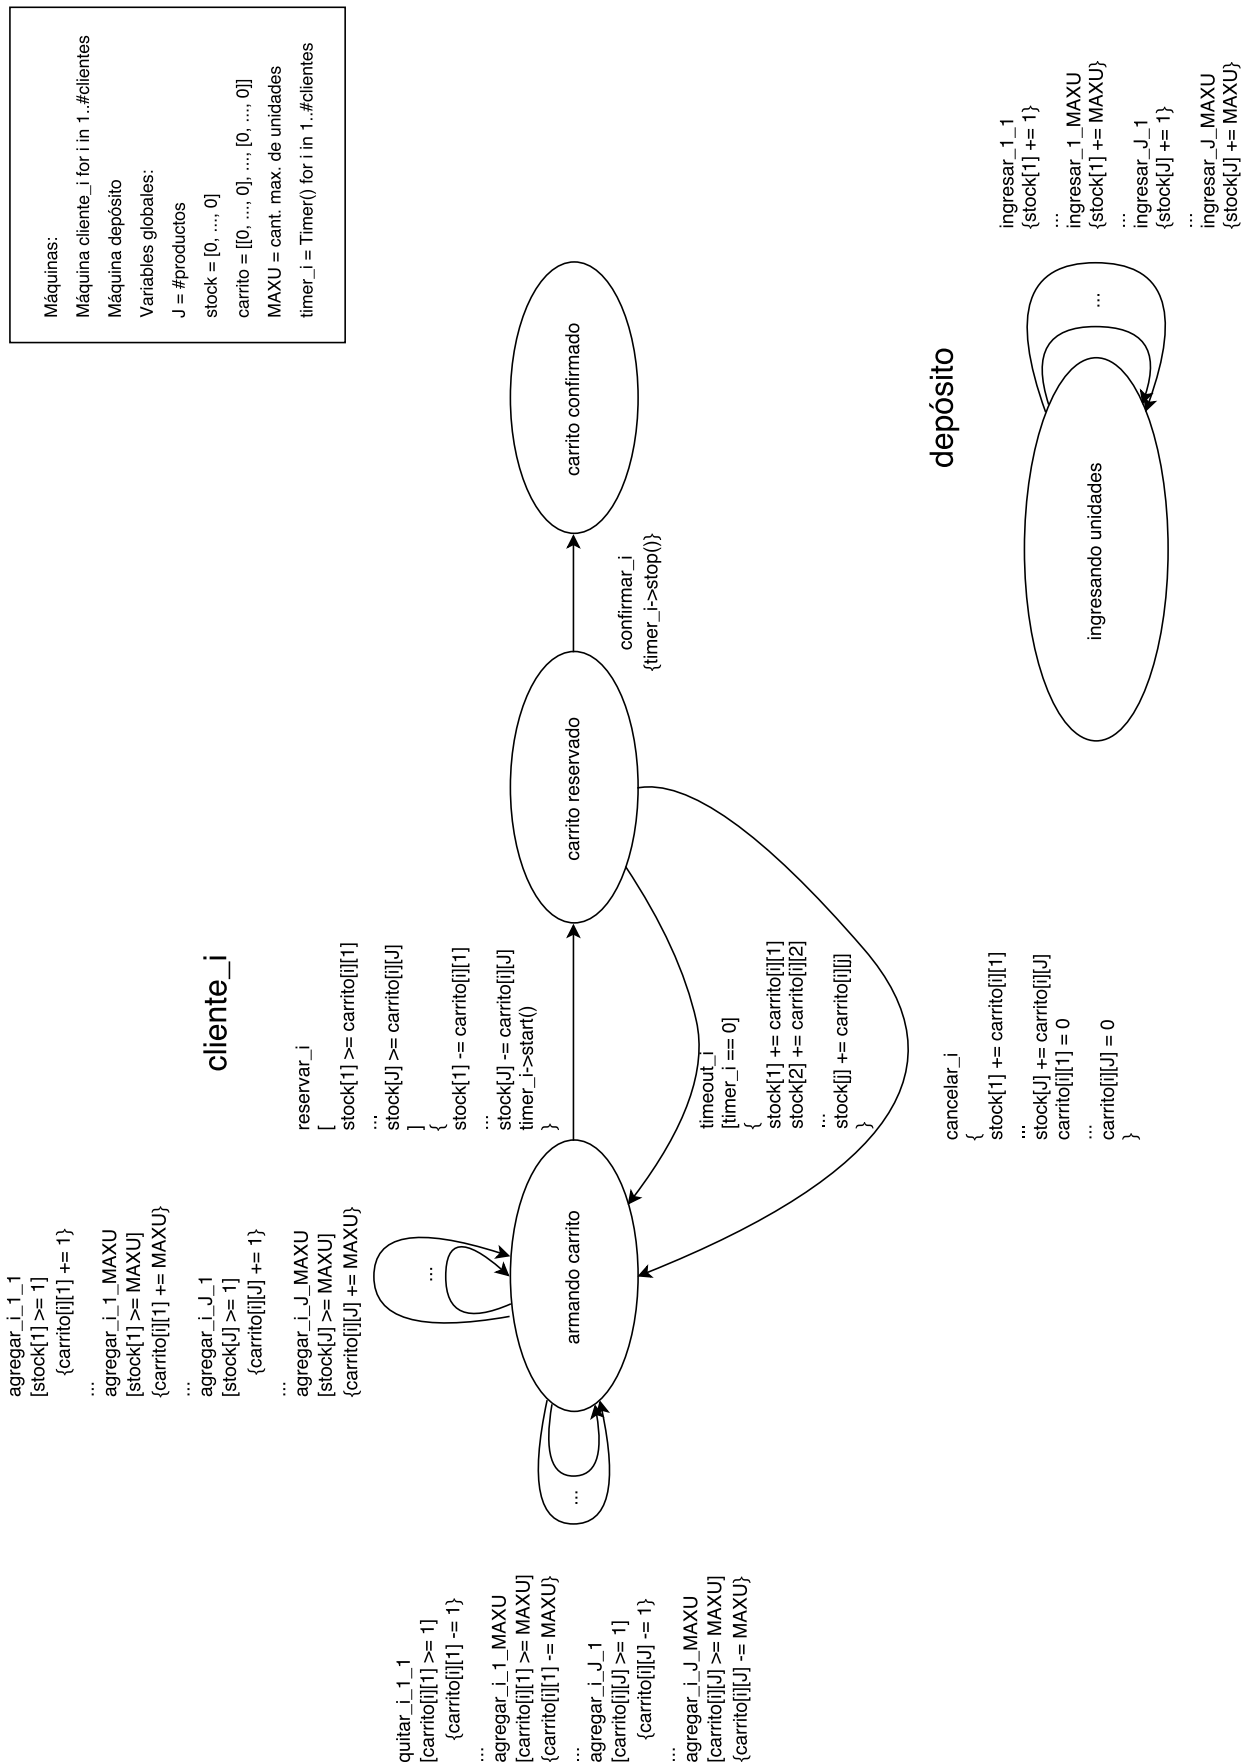 Máquinas:
Máquina cliente_i for i in 1..#clientes
Máquina depósito
Variables globales:
J = #productos
stock = [0, ..., 0]
carrito = [[0, ..., 0], ..., [0, ..., 0]]
MAXU = cant. max. de unidades
timer_i = Timer() for i in 1..#clientes
cliente_i
agregar_i_1_1
[stock[1] >= 1]
{carrito[i][1] += 1}
...
agregar_i_1_MAXU
[stock[1] >= MAXU]
{carrito[i][1] += MAXU}
...
agregar_i_J_1
[stock[J] >= 1]
{carrito[i][J] += 1}
...
agregar_i_J_MAXU
[stock[J] >= MAXU]
{carrito[i][J] += MAXU}
...
quitar_i_1_1
[carrito[i][1] >= 1]
{carrito[i][1] -= 1}
...
agregar_i_1_MAXU
[carrito[i][1] >= MAXU]
{carrito[i][1] -= MAXU}
...
agregar_i_J_1
[carrito[i][J] >= 1]
{carrito[i][J] -= 1}
...
agregar_i_J_MAXU
[carrito[i][J] >= MAXU]
{carrito[i][J] -= MAXU}
...
armando carrito
reservar_i
[
stock[1] >= carrito[i][1]
...
stock[J] >= carrito[i][J]
]
{
stock[1] -= carrito[i][1]
...
stock[J] -= carrito[i][J]
timer_i->start()
}
carrito reservado
timeout_i
[timer_i == 0]
{
stock[1] += carrito[i][1]
stock[2] += carrito[i][2]
...
stock[j] += carrito[i][j]
}
cancelar_i
{
stock[1] += carrito[i][1]
...
stock[J] += carrito[i][J]
carrito[i][1] = 0
...
carrito[i][J] = 0
}
confirmar_i
{timer_i->stop()}
carrito confirmado
depósito
ingresando unidades
...
ingresar_1_1
{stock[1] += 1}
...
ingresar_1_MAXU
{stock[1] += MAXU}
...
ingresar_J_1
{stock[J] += 1}
...
ingresar_J_MAXU
{stock[J] += MAXU}